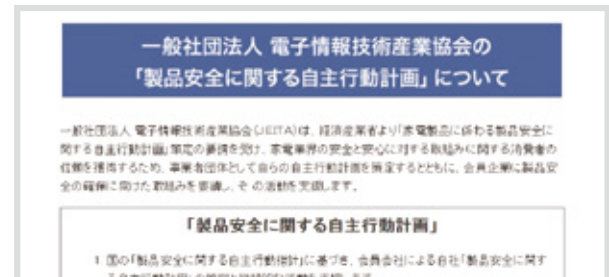 一般社団法人 電子情報技術産業協会の
「製品安全に関する自主行動計画」について
一般社団法人 電子情報技術産業協会(JEITA)は、経済産業省より「家電製品に係わる製品安全に
関する自主行動計画」策定の要請を受け、家電業界の安全と安心に対する取組みに関する消費者の
信頼を獲得するため、事業者団体として自らの自主行動計画を策定するとともに、会員企業に製品安
全の確保に向けた取組みを要請し、その活動を支援します。
「製品安全に関する自主行動計画」
1 国の「製品安全に関する自主行動指針」に基づき、会員会社による自社「製品安全に関す